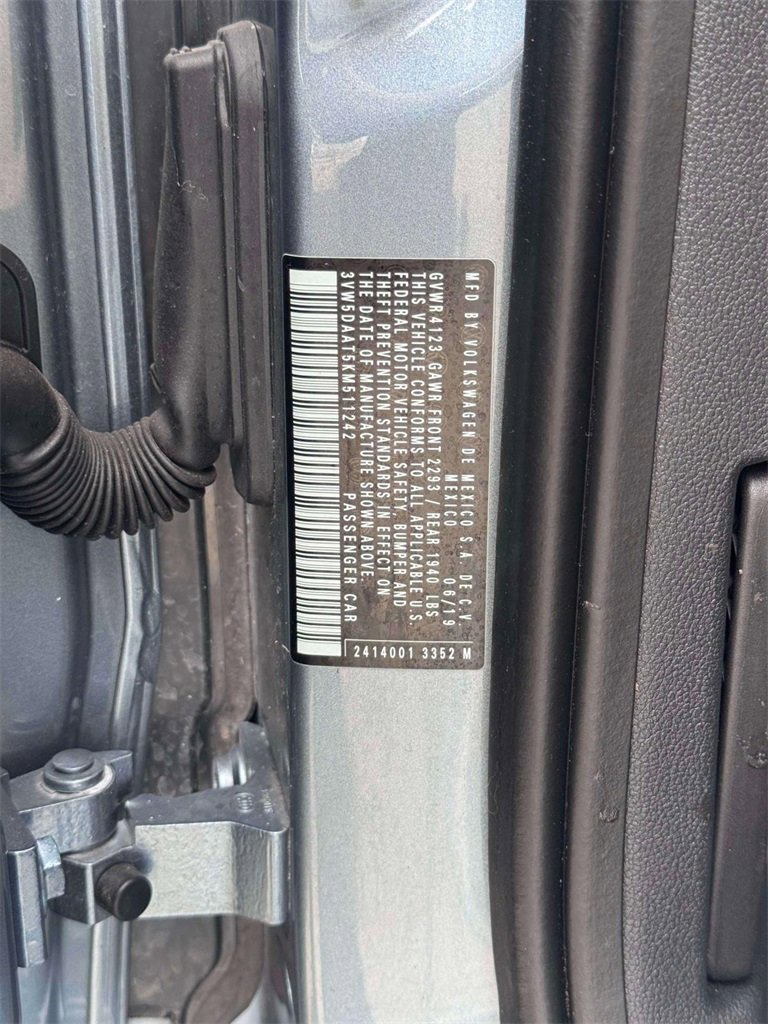 MFD BY VOLKSWAGEN DE MEXICO S.A. DE C.V.
MEXICO 06/19
GVWR 4123 GAWR FRONT 2293 / REAR 1940 LBS
THIS VEHICLE CONFORMS TO ALL APPLICABLE U.S.
FEDERAL MOTOR VEHICLE SAFETY, BUMPER AND
THEFT PREVENTION STANDARDS IN EFFECT ON
THE DATE OF MANUFACTURE SHOWN ABOVE.
3VW5DAAT5KM511242 PASSENGER CAR
2414001 3352 M